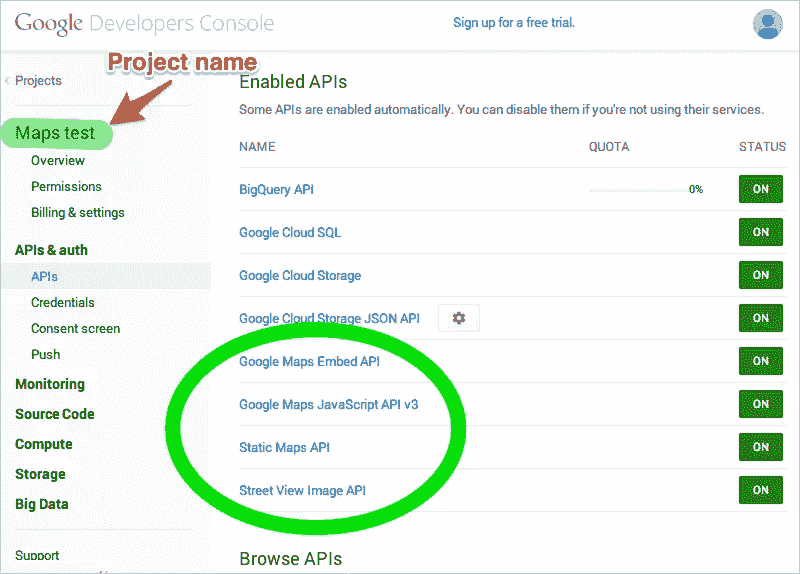 Google Developers Console
Sign up for a free trial.
Project name
Projects
Maps test
Overview
Permissions
Billing & settings
APIs & auth
APIs
Credentials
Consent screen
Push
Monitoring
Source Code
Compute
Storage
Big Data
Support
Enabled APIs
Some APIs are enabled automatically. You can disable them if you're not using their services.
NAME QUOTA STATUS
BigQuery API 0% ON
Google Cloud SQL ON
Google Cloud Storage ON
Google Cloud Storage JSON API ON
Google Maps Embed API ON
Google Maps JavaScript API v3 ON
Static Maps API ON
Street View Image API ON
Browse APIs